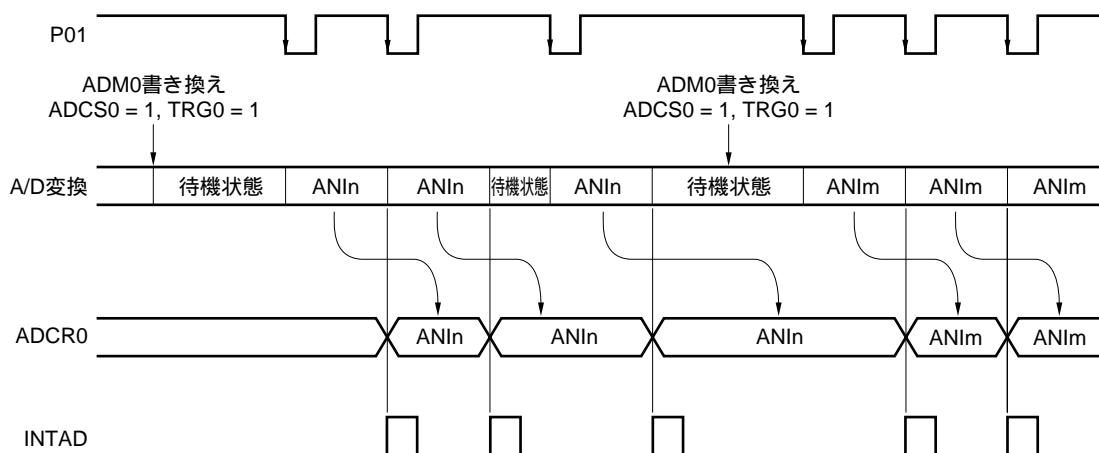 P01
ADM0書き換え
ADCS0 = 1, TRG0 = 1
ADM0書き換え
ADCS0 = 1, TRG0 = 1
A/D変換
待機状態
ANIn
ANIn
待機状態
ANIn
待機状態
ANIm
ANIm
ANIm
ADCR0
ANIn
ANIn
ANIn
ANIm
ANIm
INTAD